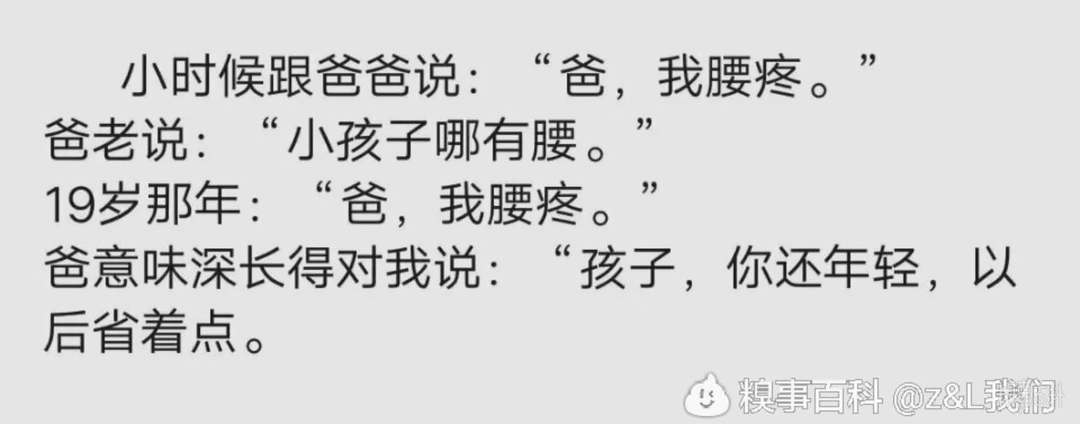 小时候跟爸爸说：“爸，我腰疼。”
爸老说：“小孩子哪有腰。”
19岁那年：“爸，我腰疼。”
爸意味深长得对我说：“孩子，你还年轻，以
后省着点。
糗事百科 @z&L我们